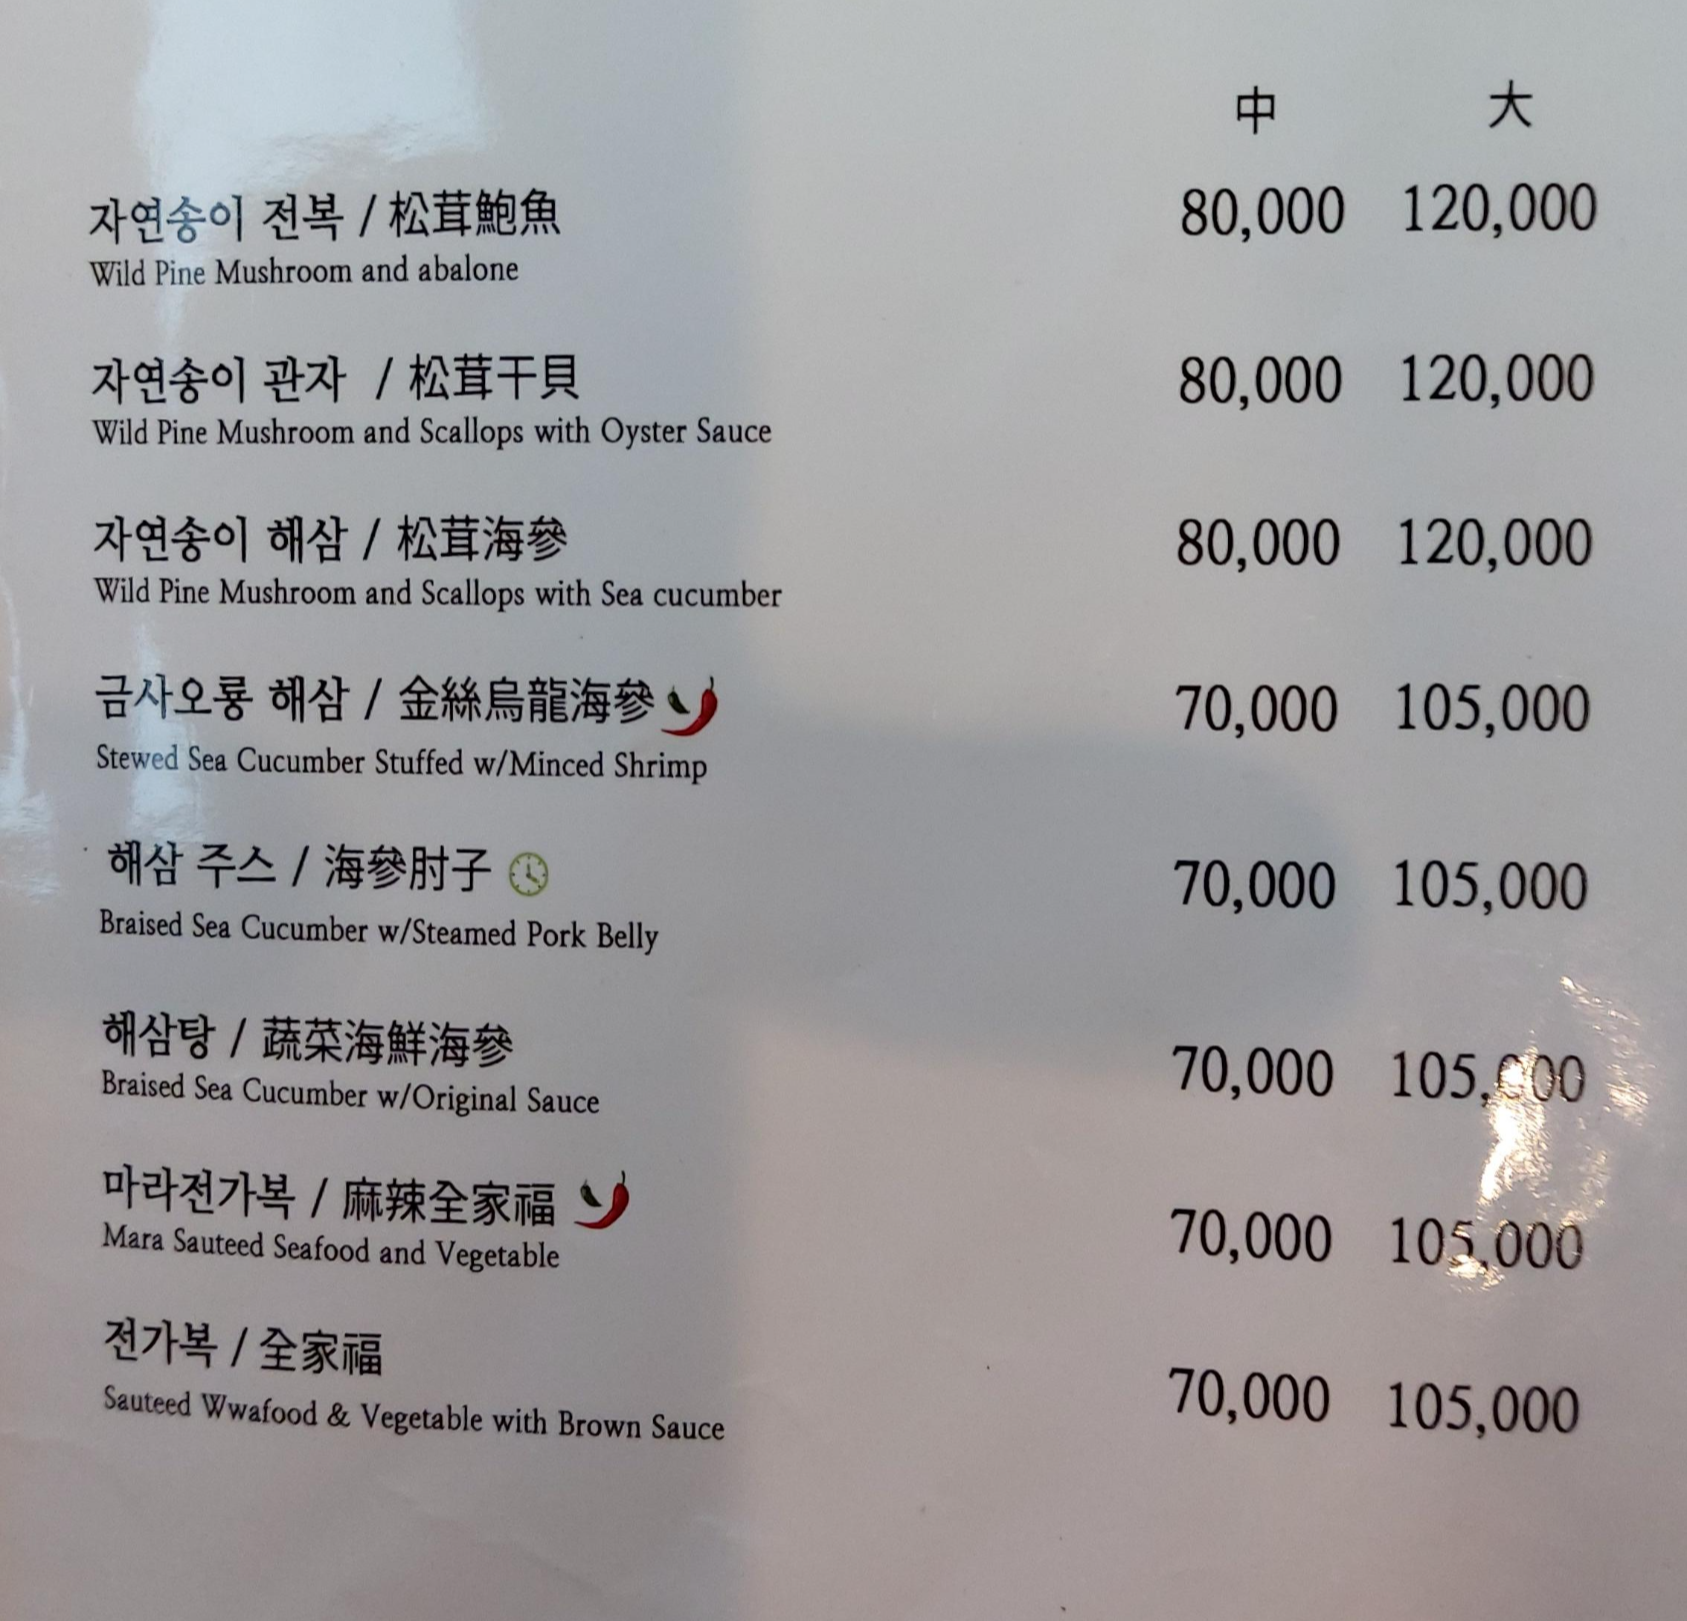 中 大
자연송이 전복 / 松茸鮑魚 80,000 120,000
Wild Pine Mushroom and abalone
자연송이 관자 / 松茸干貝 80,000 120,000
Wild Pine Mushroom and Scallops with Oyster Sauce
자연송이 해삼 / 松茸海參 80,000 120,000
Wild Pine Mushroom and Scallops with Sea cucumber
금사오룡 해삼 / 金絲烏龍海參 70,000 105,000
Stewed Sea Cucumber Stuffed w/Minced Shrimp
해삼 주스 / 海參肘子 70,000 105,000
Braised Sea Cucumber w/Steamed Pork Belly
해삼탕 / 蔬菜海鮮海參 70,000 105,000
Braised Sea Cucumber w/Original Sauce
마라전가복 / 麻辣全家福 70,000 105,000
Mara Sauteed Seafood and Vegetable
전가복 / 全家福 70,000 105,000
Sauteed Wwafood & Vegetable with Brown Sauce